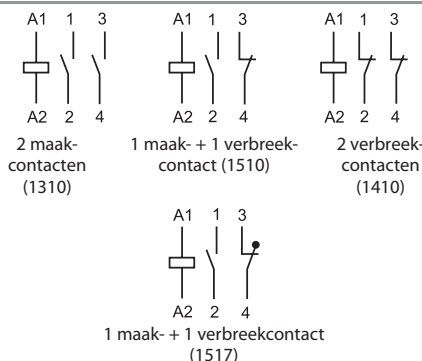 A1 1 3
A2 2 4
2 maak-
contacten
(1310)
A1 1 3
A2 2 4
1 maak- + 1 verbreek-
contact (1510)
A1 1 3
A2 2 4
2 verbreek-
contacten
(1410)
A1 1 3
A2 2 4
1 maak- + 1 verbreekcontact
(1517)